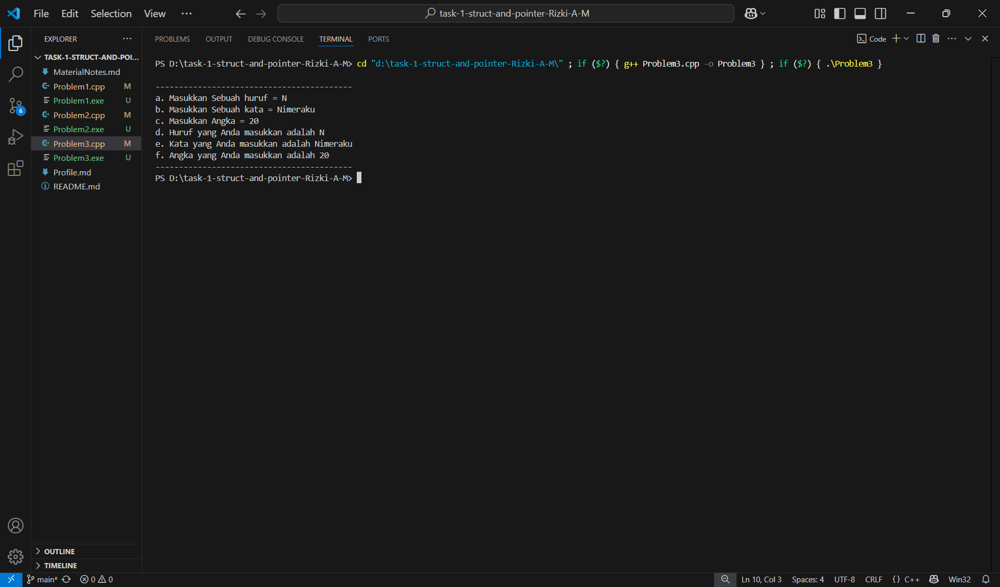 File Edit Selection View ··· task-1-struct-and-pointer-Rizki-A-M
EXPLORER ···
TASK-1-STRUCT-AND-POI...
MaterialNotes.md
Problem1.cpp M
Problem1.exe U
Problem2.cpp M
Problem2.exe U
Problem3.cpp M
Problem3.exe U
Profile.md
README.md
OUTLINE
TIMELINE
6
PROBLEMS OUTPUT DEBUG CONSOLE TERMINAL PORTS Code
PS D:\task-1-struct-and-pointer-Rizki-A-M> cd "d:\task-1-struct-and-pointer-Rizki-A-M\" ; if ($?) { g++ Problem3.cpp -o Problem3 } ; if ($?) { .\Problem3 }
------------------------------------------
a. Masukkan Sebuah huruf = N
b. Masukkan Sebuah kata = Nimeraku
c. Masukkan Angka = 20
d. Huruf yang Anda masukkan adalah N
e. Kata yang Anda masukkan adalah Nimeraku
f. Angka yang Anda masukkan adalah 20
------------------------------------------
PS D:\task-1-struct-and-pointer-Rizki-A-M>
main* 0 0 Ln 10, Col 3 Spaces: 4 UTF-8 CRLF {} C++ Win32